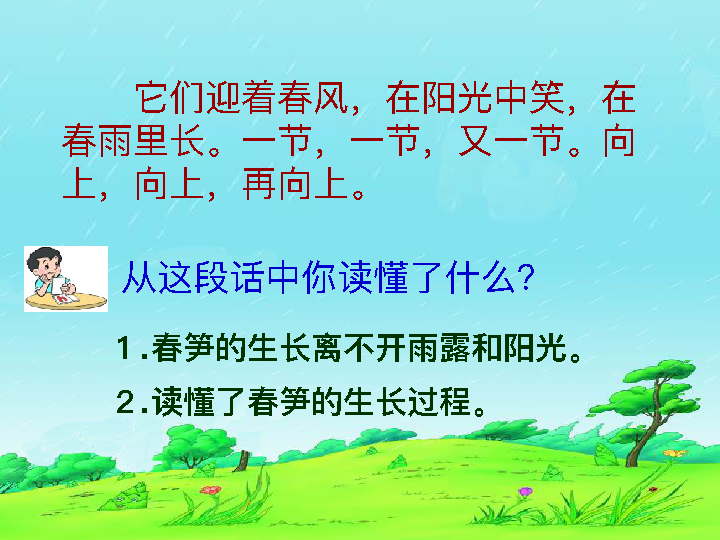 它们迎着春风，在阳光中笑，在
春雨里长。一节，一节，又一节。向
上，向上，再向上。
从这段话中你读懂了什么？
１.春笋的生长离不开雨露和阳光。
２.读懂了春笋的生长过程。